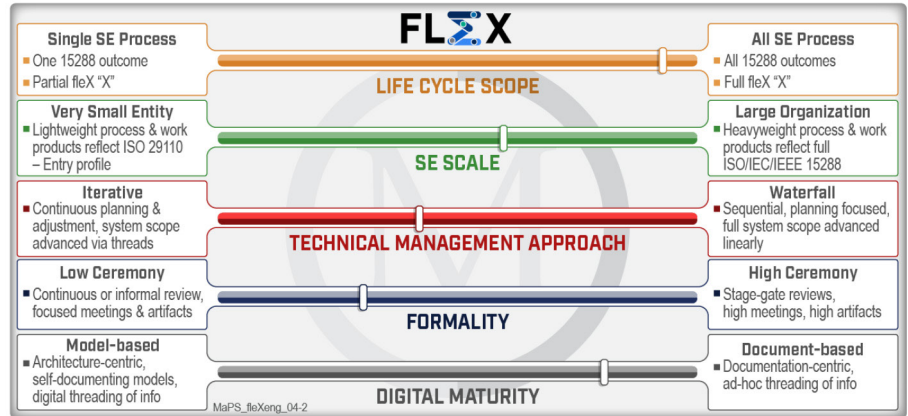 FLEX
Single SE Process
One 15288 outcome
Partial fleX “X”
LIFE CYCLE SCOPE
All SE Process
All 15288 outcomes
Full fleX “X”
Very Small Entity
Lightweight process & work
products reflect ISO 29110
– Entry profile
SE SCALE
Large Organization
Heavyweight process & work
products reflect full
ISO/IEC/IEEE 15288
Iterative
Continuous planning &
adjustment, system scope
advanced via threads
TECHNICAL MANAGEMENT APPROACH
Waterfall
Sequential, planning focused,
full system scope advanced
linearly
Low Ceremony
Continuous or informal review,
focused meetings & artifacts
FORMALITY
High Ceremony
Stage-gate reviews,
high meetings, high artifacts
Model-based
Architecture-centric,
self-documenting models,
digital threading of info
DIGITAL MATURITY
Document-based
Documentation-centric,
ad-hoc threading of info
MaPS_fleXeng_04-2